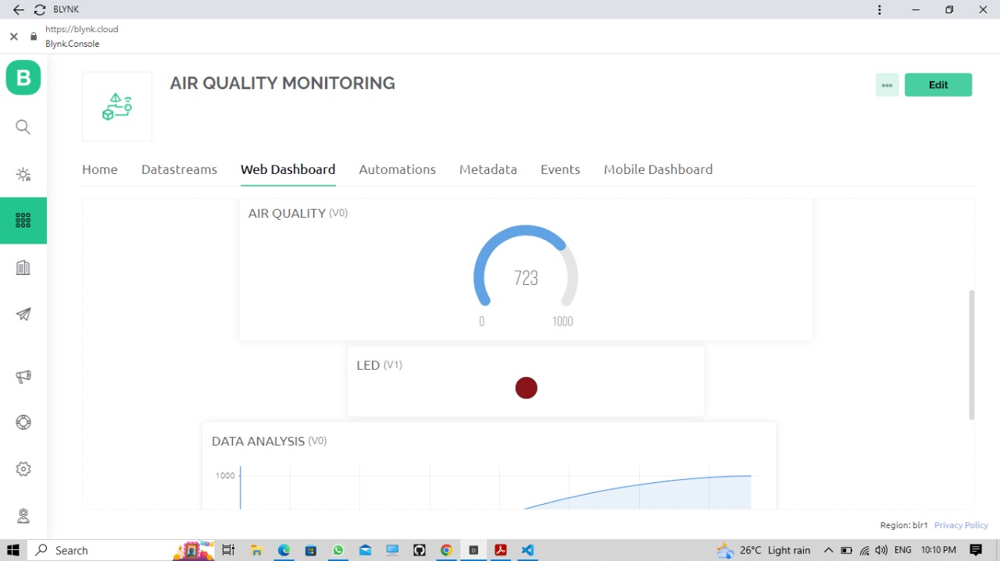 BLYNK
https://blynk.cloud
Blynk.Console
B
AIR QUALITY MONITORING
Edit
Home Datastreams Web Dashboard Automations Metadata Events Mobile Dashboard
AIR QUALITY (V0)
723
0 1000
LED (V1)
DATA ANALYSIS (V0)
1000
Region: blr1 Privacy Policy
Search
26°C Light rain ENG 10:10 PM